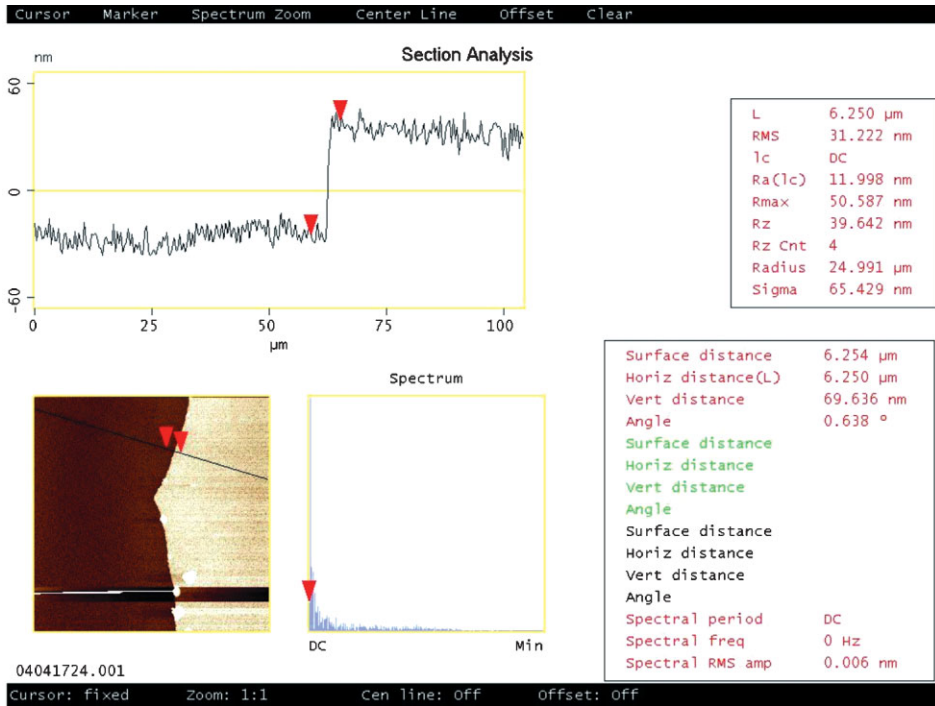 Cursor Marker Spectrum Zoom Center Line Offset Clear
Section Analysis
nm
60
0
-60
0 25 50 75 100
µm
L 6.250 µm
RMS 31.222 nm
lc DC
Ra(lc) 11.998 nm
Rmax 50.587 nm
Rz 39.642 nm
Rz Cnt 4
Radius 24.991 µm
Sigma 65.429 nm
Surface distance 6.254 µm
Horiz distance(L) 6.250 µm
Vert distance 69.636 nm
Angle 0.638 °
Surface distance
Horiz distance
Vert distance
Angle
Surface distance
Horiz distance
Vert distance
Angle
Spectral period DC
Spectral freq 0 Hz
Spectral RMS amp 0.006 nm
Spectrum
DC Min
04041724.001
Cursor: fixed Zoom: 1:1 Cen line: Off Offset: Off